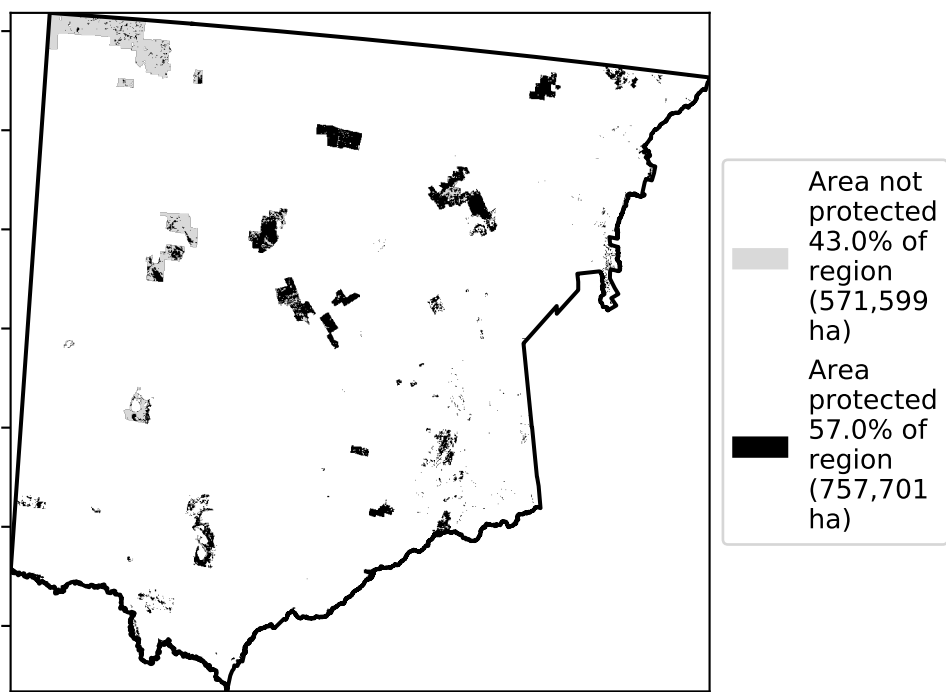 Area not
protected
43.0% of
region
(571,599
ha)
Area
protected
57.0% of
region
(757,701
ha)